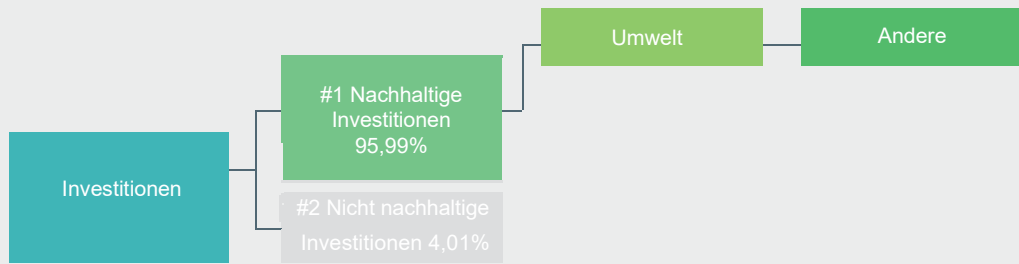 Umwelt
Andere
#1 Nachhaltige
Investitionen
95,99%
Investitionen
#2 Nicht nachhaltige
Investitionen 4,01%